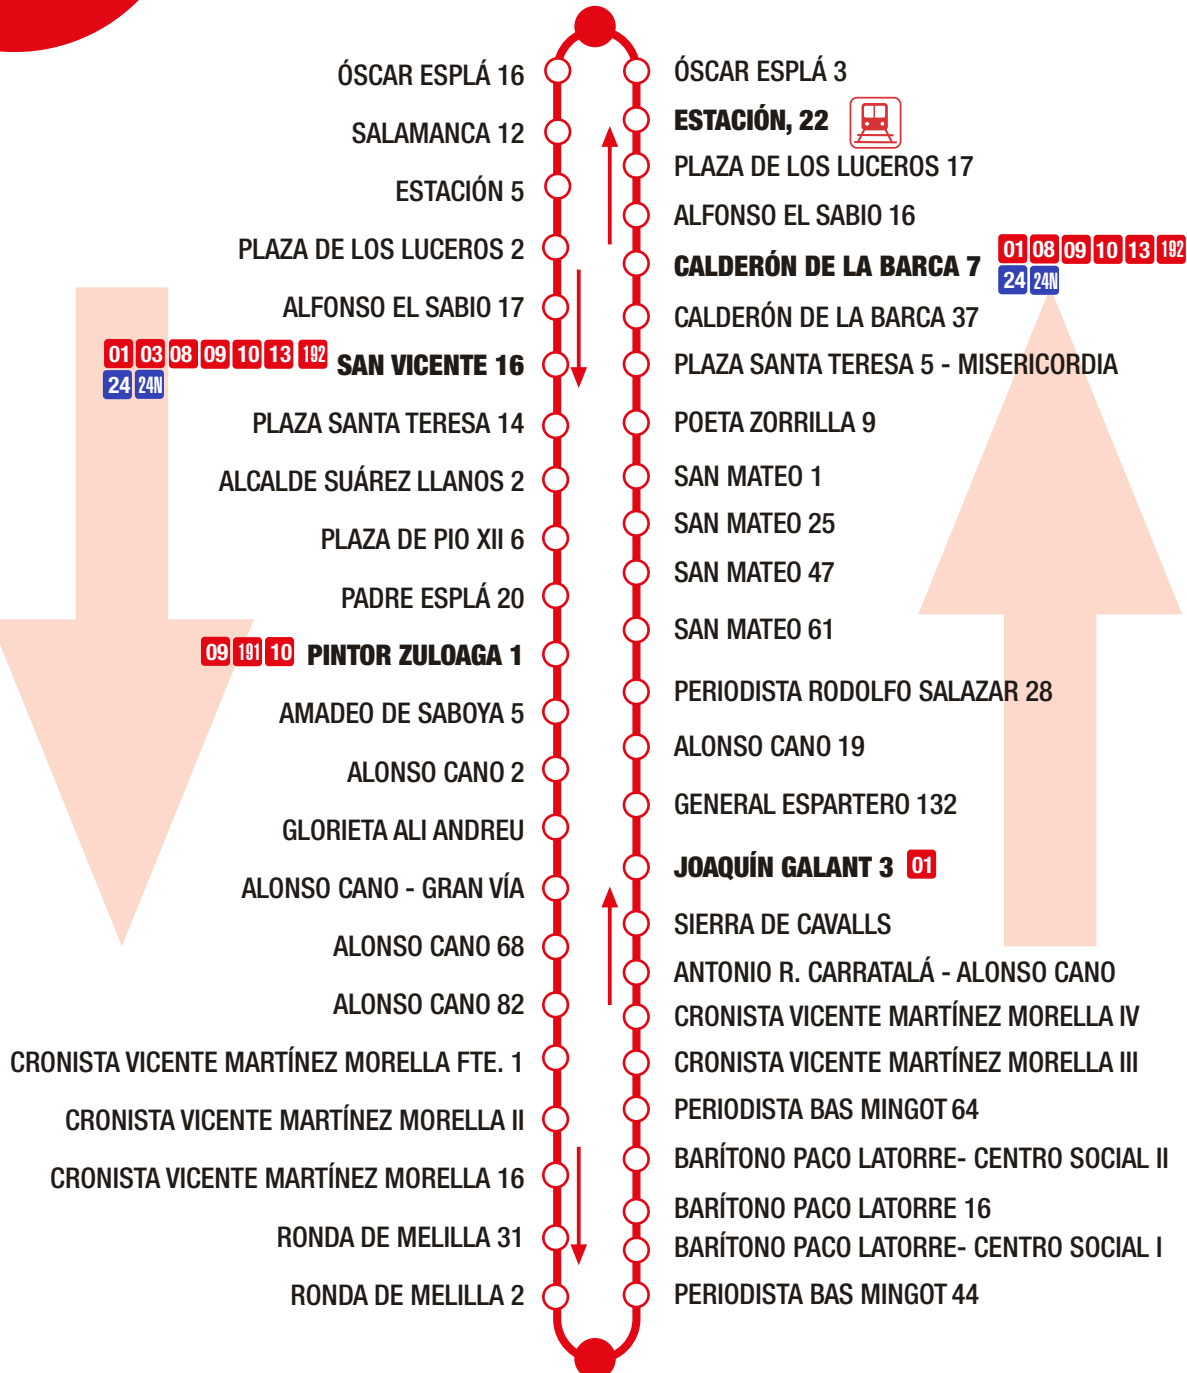 ÓSCAR ESPLÁ 16
SALAMANCA 12
ESTACIÓN 5
PLAZA DE LOS LUCEROS 2
ALFONSO EL SABIO 17
01 03 08 09 10 13 192 SAN VICENTE 16
24 24N
PLAZA SANTA TERESA 14
ALCALDE SUÁREZ LLANOS 2
PLAZA DE PIO XII 6
PADRE ESPLÁ 20
09 191 10 PINTOR ZULOAGA 1
AMADEO DE SABOYA 5
ALONSO CANO 2
GLORIETA ALI ANDREU
ALONSO CANO - GRAN VÍA
ALONSO CANO 68
ALONSO CANO 82
CRONISTA VICENTE MARTÍNEZ MORELLA FTE. 1
CRONISTA VICENTE MARTÍNEZ MORELLA II
CRONISTA VICENTE MARTÍNEZ MORELLA 16
RONDA DE MELILLA 31
RONDA DE MELILLA 2
ÓSCAR ESPLÁ 3
ESTACIÓN, 22
PLAZA DE LOS LUCEROS 17
ALFONSO EL SABIO 16
CALDERÓN DE LA BARCA 7 01 08 09 10 13 192
24 24N
CALDERÓN DE LA BARCA 37
PLAZA SANTA TERESA 5 - MISERICORDIA
POETA ZORRILLA 9
SAN MATEO 1
SAN MATEO 25
SAN MATEO 47
SAN MATEO 61
PERIODISTA RODOLFO SALAZAR 28
ALONSO CANO 19
GENERAL ESPARTERO 132
JOAQUÍN GALANT 3 01
SIERRA DE CAVALLS
ANTONIO R. CARRATALÁ - ALONSO CANO
CRONISTA VICENTE MARTÍNEZ MORELLA IV
CRONISTA VICENTE MARTÍNEZ MORELLA III
PERIODISTA BAS MINGOT 64
BARÍTONO PACO LATORRE- CENTRO SOCIAL II
BARÍTONO PACO LATORRE 16
BARÍTONO PACO LATORRE- CENTRO SOCIAL I
PERIODISTA BAS MINGOT 44